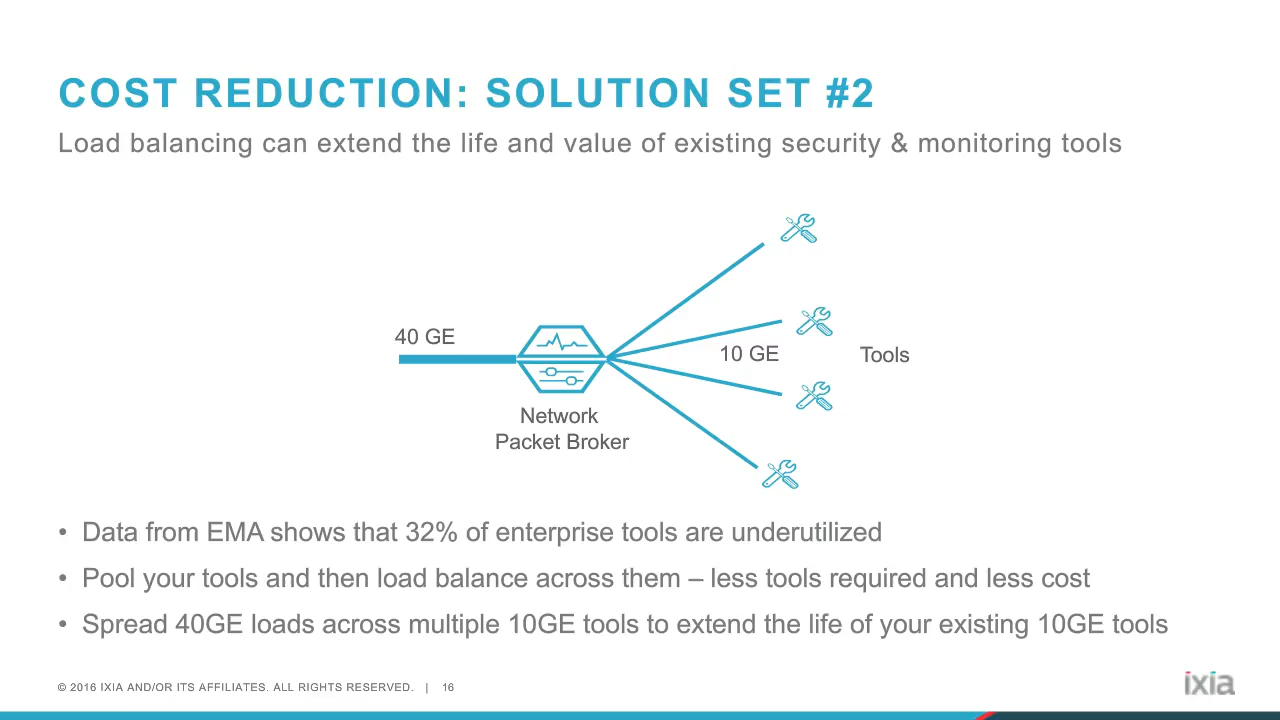 COST REDUCTION: SOLUTION SET #2
Load balancing can extend the life and value of existing security & monitoring tools
40 GE
10 GE
Tools
Network
Packet Broker
• Data from EMA shows that 32% of enterprise tools are underutilized
• Pool your tools and then load balance across them – less tools required and less cost
• Spread 40GE loads across multiple 10GE tools to extend the life of your existing 10GE tools
© 2016 IXIA AND/OR ITS AFFILIATES. ALL RIGHTS RESERVED. | 16
ixia